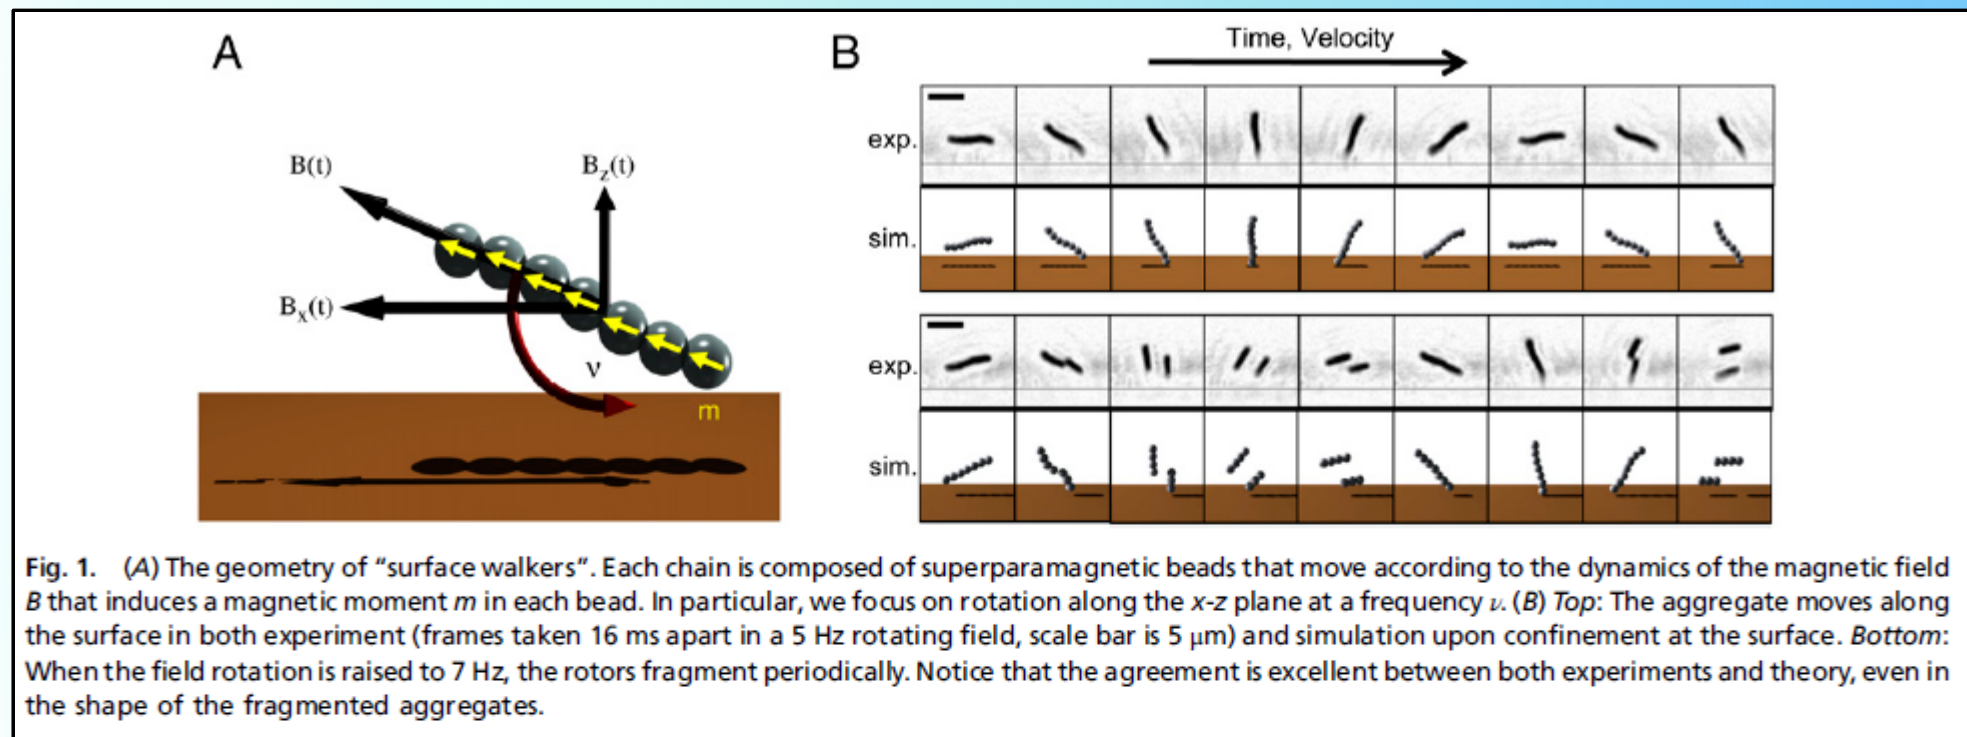 A
B
Time, Velocity
B(t)
Bz(t)
Bx(t)
ν
m
exp.
sim.
exp.
sim.
Fig. 1. (A) The geometry of “surface walkers”. Each chain is composed of superparamagnetic beads that move according to the dynamics of the magnetic field
B that induces a magnetic moment m in each bead. In particular, we focus on rotation along the x-z plane at a frequency ν. (B) Top: The aggregate moves along
the surface in both experiment (frames taken 16 ms apart in a 5 Hz rotating field, scale bar is 5 μm) and simulation upon confinement at the surface. Bottom:
When the field rotation is raised to 7 Hz, the rotors fragment periodically. Notice that the agreement is excellent between both experiments and theory, even in
the shape of the fragmented aggregates.